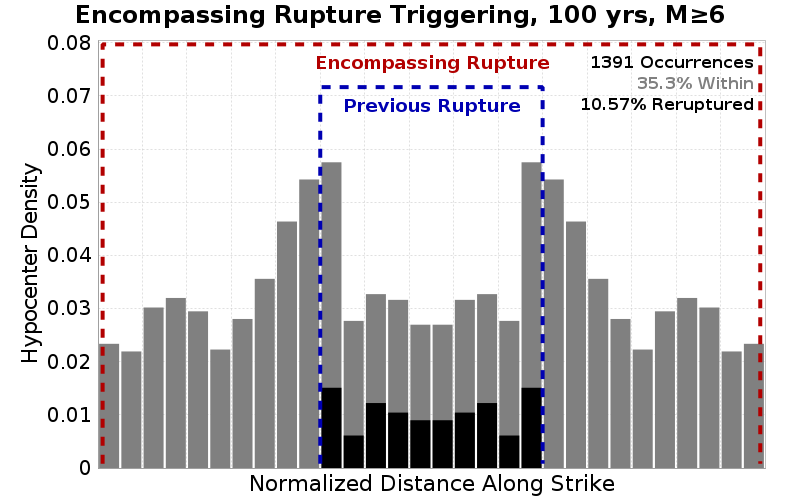 Encompassing Rupture Triggering, 100 yrs, M≥6
0.08
0.07
0.06
0.05
0.04
0.03
0.02
0.01
0
Hypocenter Density
Encompassing Rupture
Previous Rupture
1391 Occurrences
35.3% Within
10.57% Reruptured
Normalized Distance Along Strike